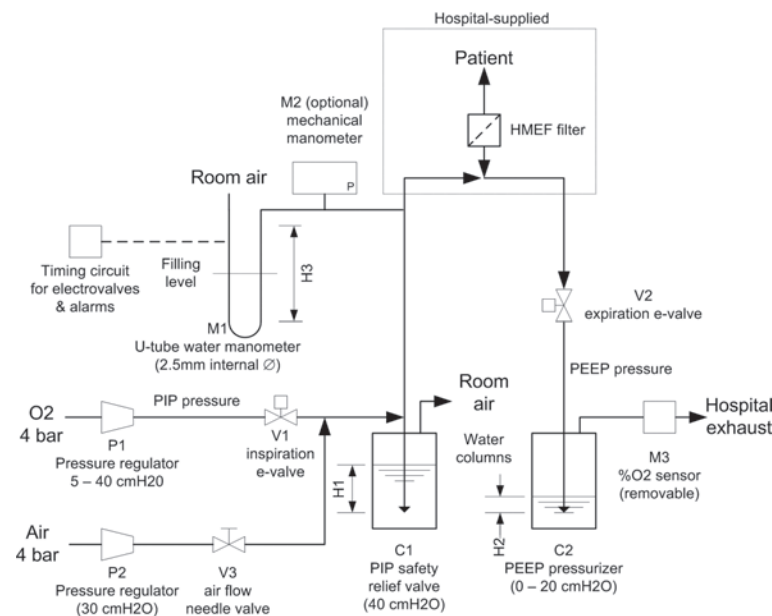 Hospital-supplied
Patient
HMEF filter
M2 (optional)
mechanical
manometer
P
Room air
Timing circuit
for electrovalves
& alarms
Filling
level
H3
M1
U-tube water manometer
(2.5mm internal Ø)
V2
expiration e-valve
PEEP pressure
O2
4 bar
PIP pressure
P1
Pressure regulator
5 – 40 cmH20
V1
inspiration
e-valve
Room
air
Water
columns
H1
H2
Hospital
exhaust
M3
%O2 sensor
(removable)
Air
4 bar
P2
Pressure regulator
(30 cmH2O)
V3
air flow
needle valve
C1
PIP safety
relief valve
(40 cmH2O)
C2
PEEP pressurizer
(0 – 20 cmH2O)